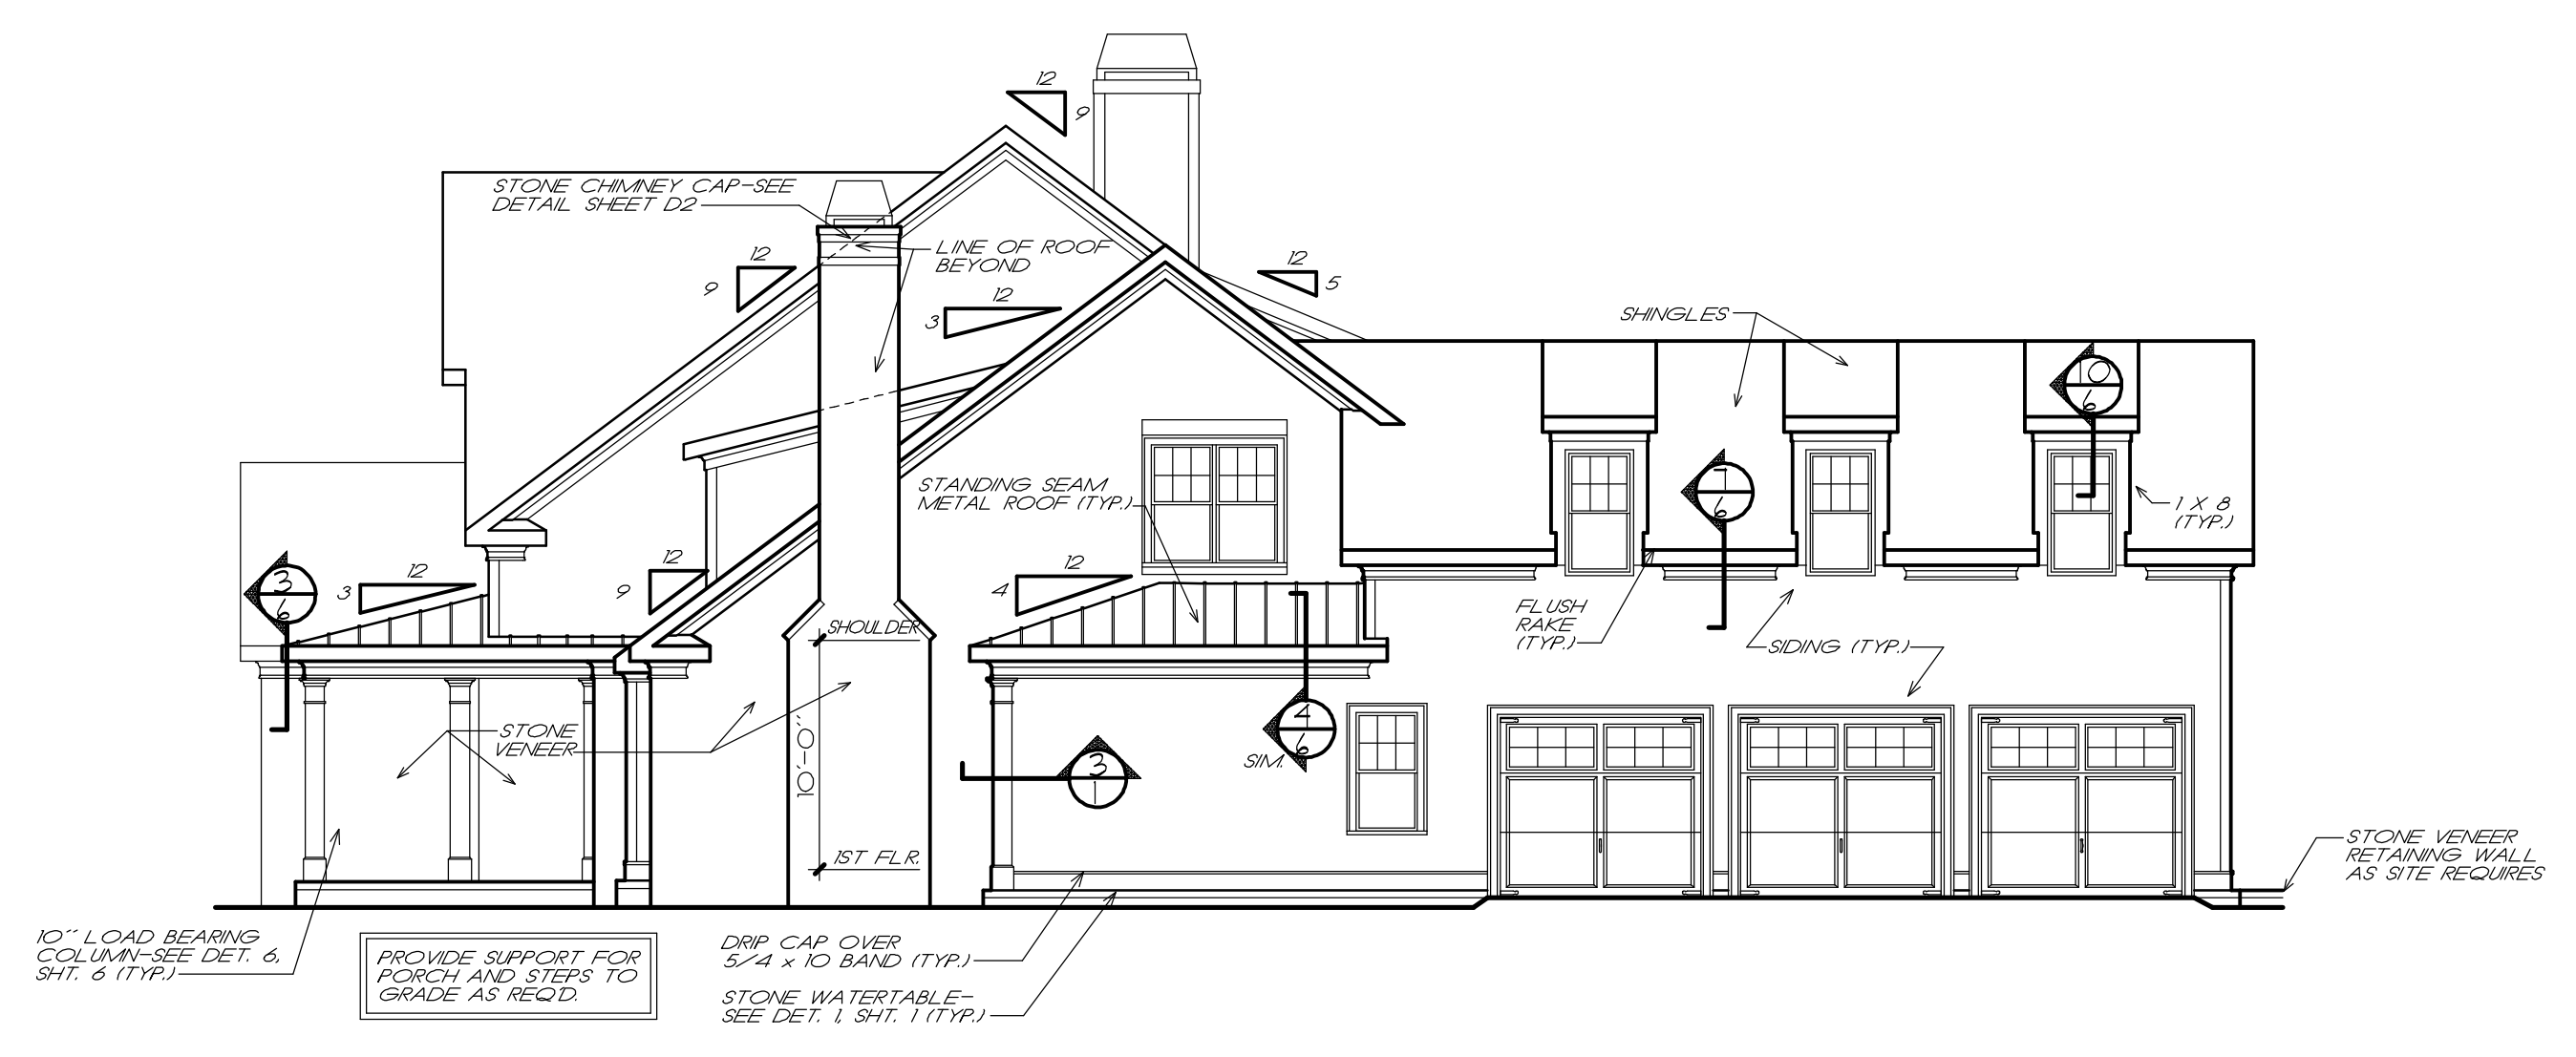 12
9
STONE CHIMNEY CAP-SEE
DETAIL SHEET D2
LINE OF ROOF
BEYOND
12
9
12
3
12
5
SHINGLES
10
6
7
6
1 X 8
(TYP.)
STANDING SEAM
METAL ROOF (TYP.)
3
6
12
3
12
9
12
4
FLUSH
RAKE
(TYP.)
SIDING (TYP.)
SHOULDER
10'-0"
1ST FLR.
STONE
VENEER
4
6
SIM.
3
1
STONE VENEER
RETAINING WALL
AS SITE REQUIRES
10" LOAD BEARING
COLUMN-SEE DET. 6,
SHT. 6 (TYP.)
PROVIDE SUPPORT FOR
PORCH AND STEPS TO
GRADE AS REQ'D.
DRIP CAP OVER
5/4 x 10 BAND (TYP.)
STONE WATERTABLE-
SEE DET. 1, SHT. 1 (TYP.)